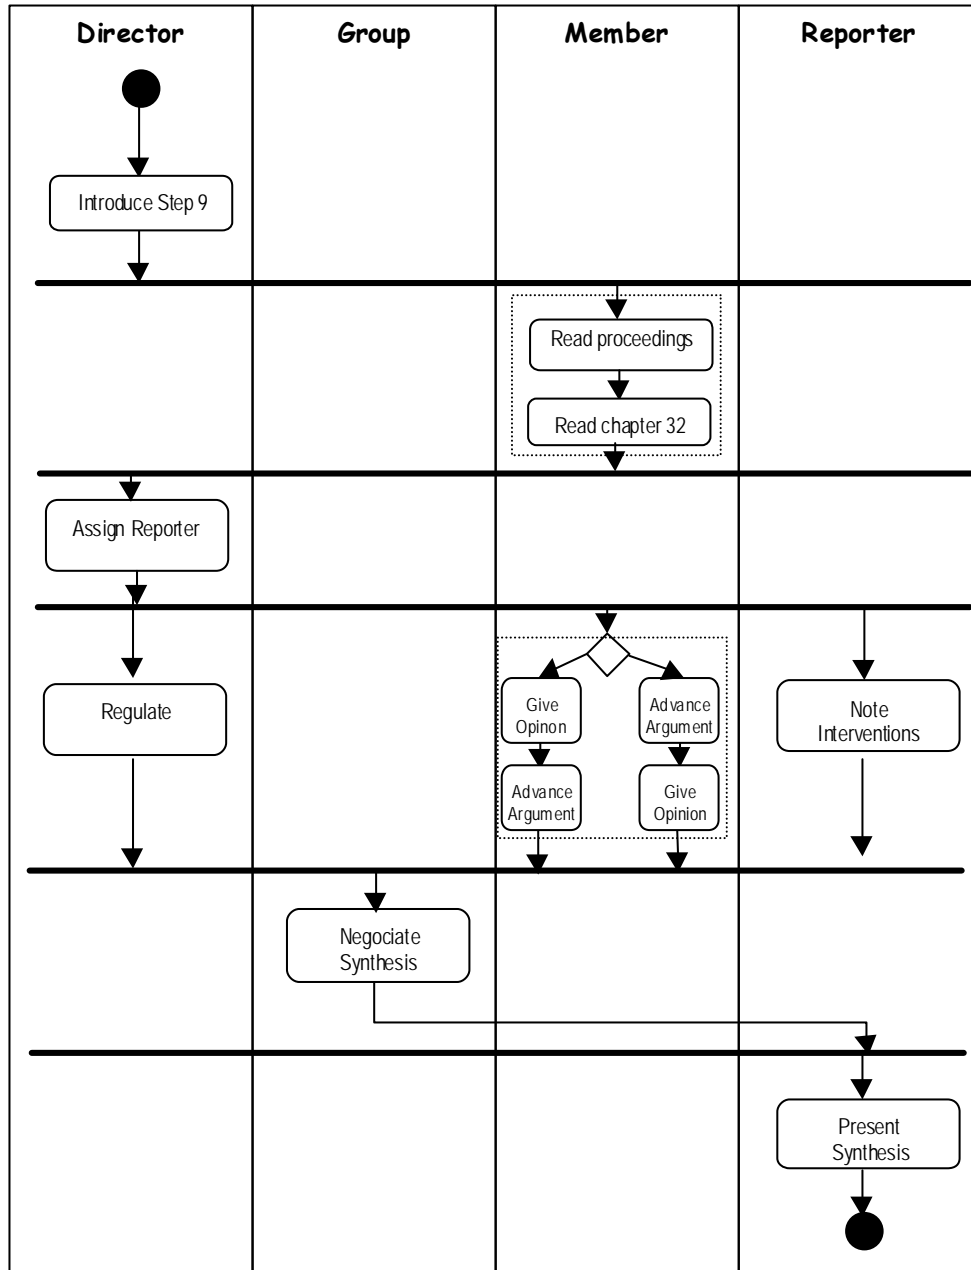 Director
Group
Member
Reporter
Introduce Step 9
Read proceedings
Read chapter 32
Assign Reporter
Regulate
Give
Opinon
Advance
Argument
Note
Interventions
Advance
Argument
Give
Opinion
Negociate
Synthesis
Present
Synthesis